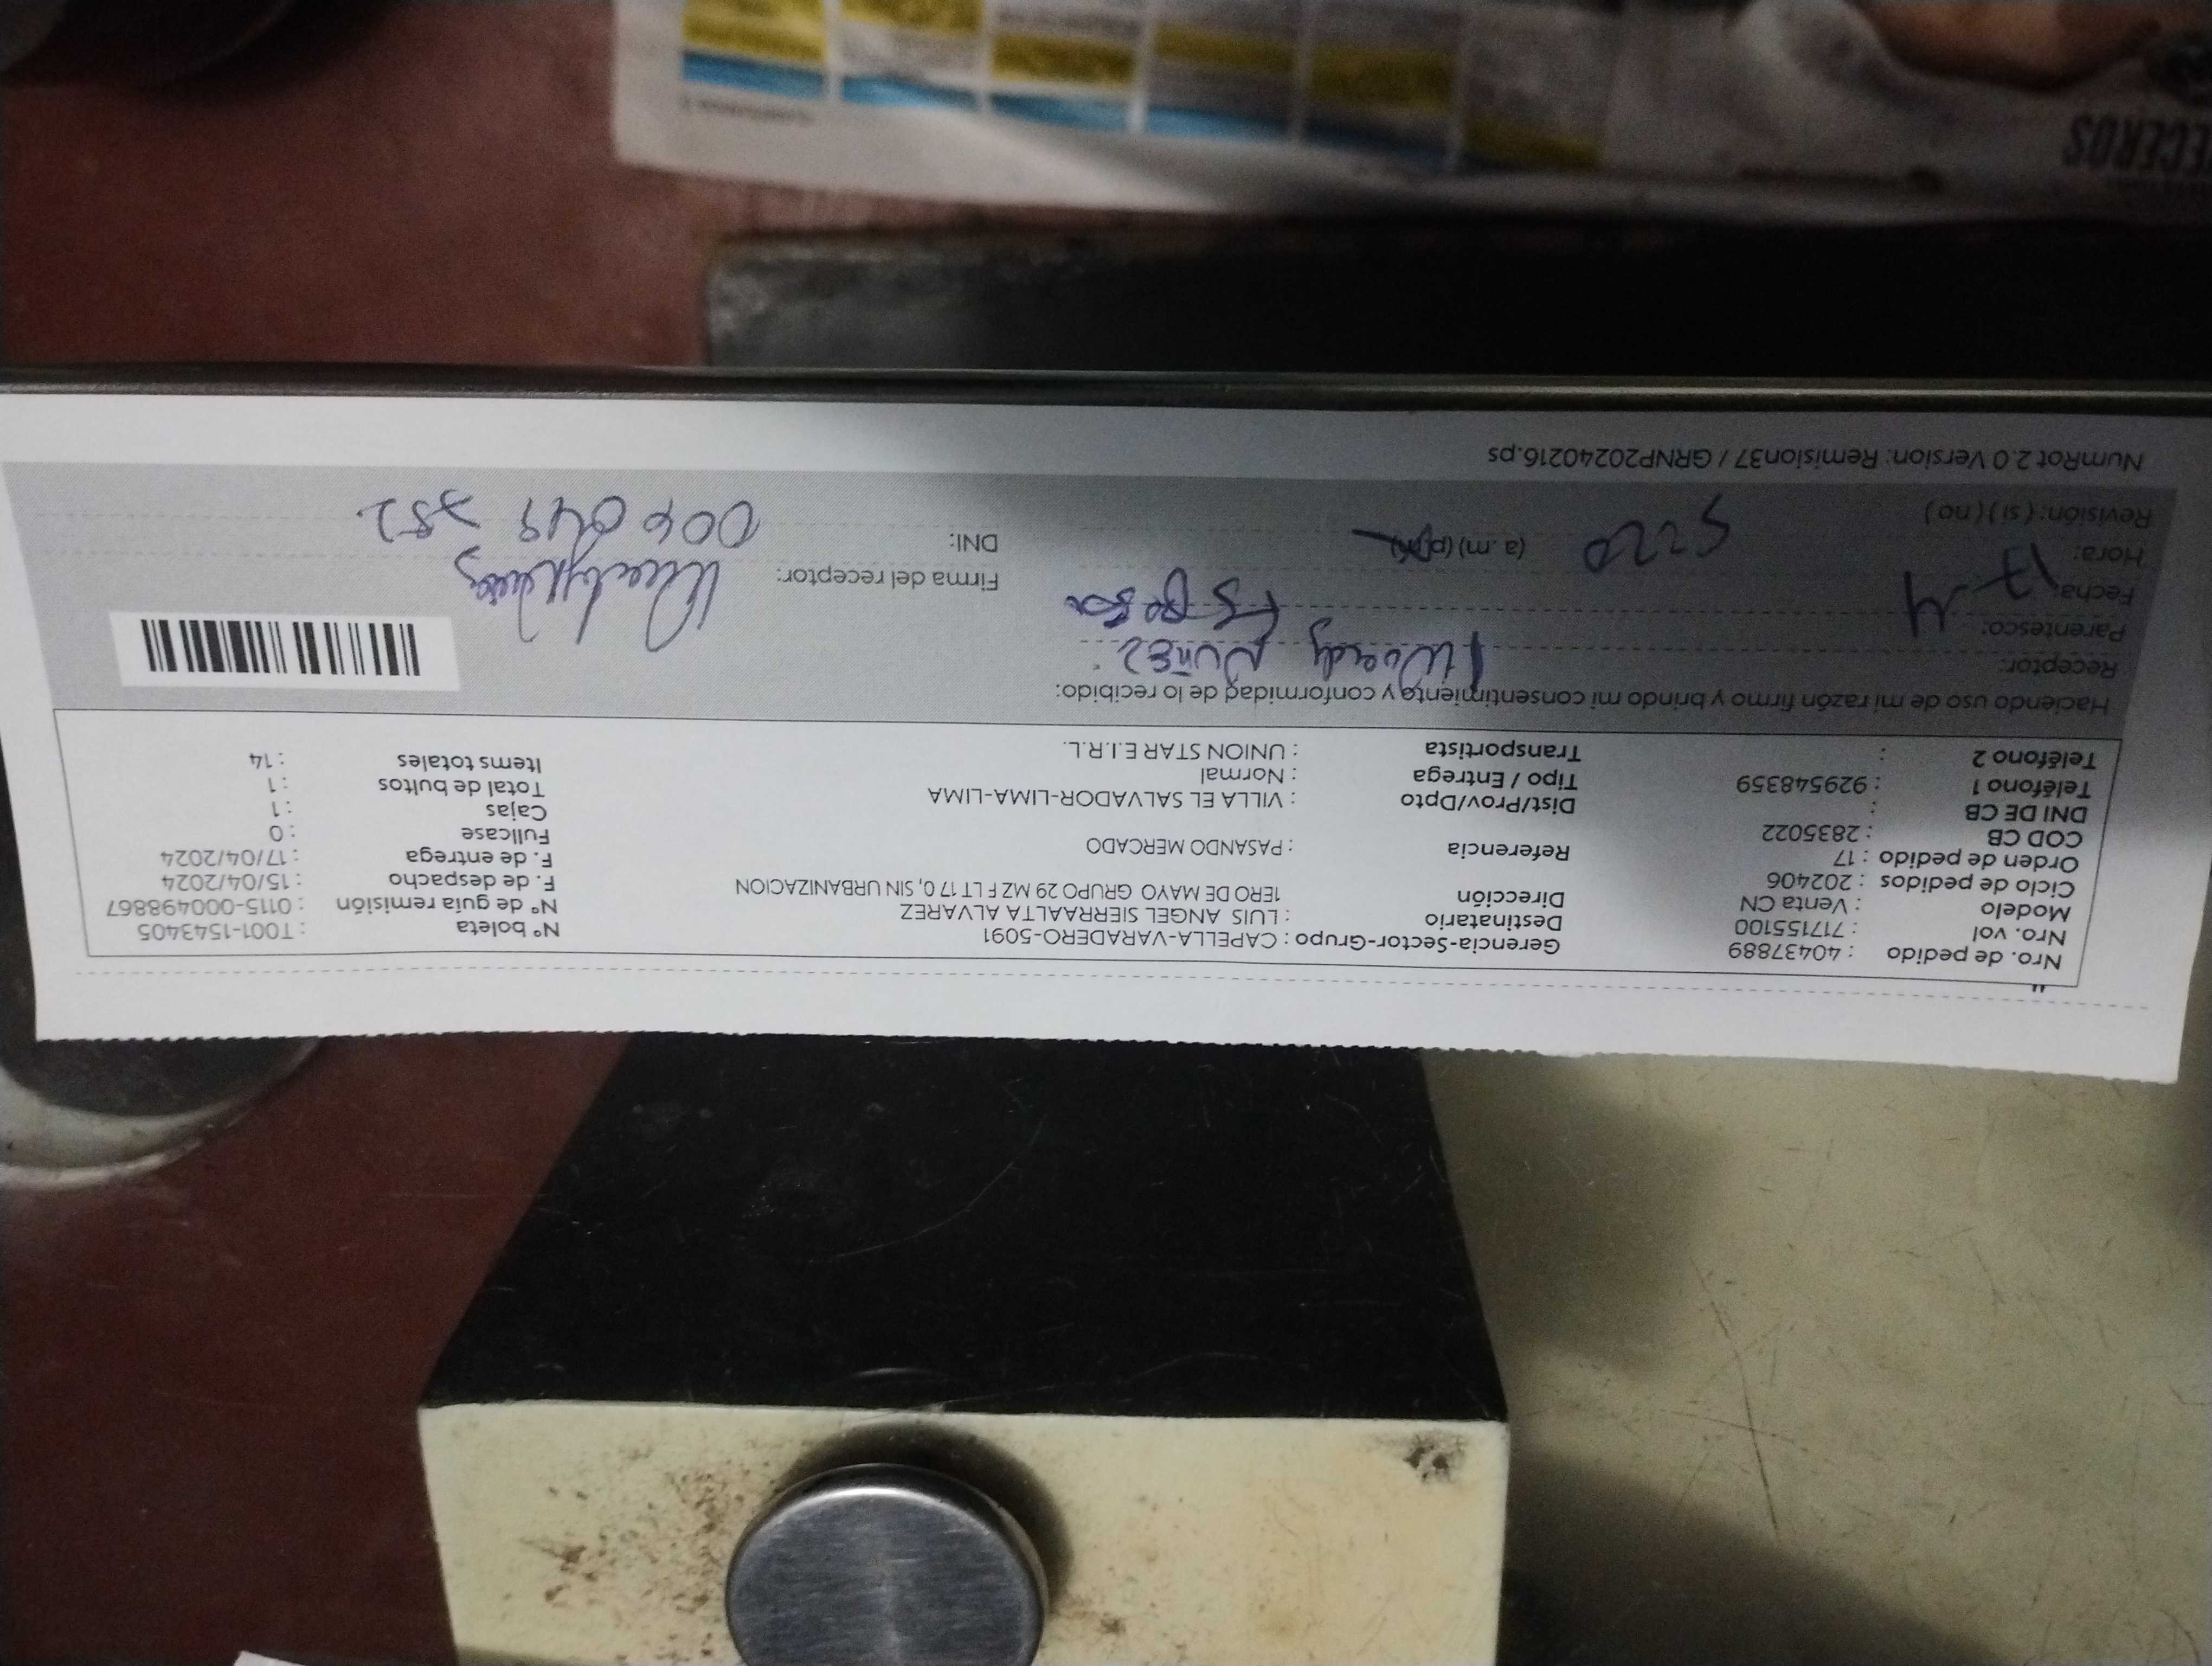 Nro. de pedido : 40437889 Gerencia-Sector-Grupo : CAPELLA-VARADERO-5091 N° boleta : T001-1543405
Nro. vol : 717155100 Destinatario : LUIS ANGEL SIERRAALTA ALVAREZ N° de guía remisión : 0115-000498867
Modelo : Venta CN Dirección 1ERO DE MAYO GRUPO 29 MZ F LT 17 0, SIN URBANIZACION F. de despacho : 15/04/2024
Ciclo de pedidos : 202406 F. de entrega : 17/04/2024
Orden de pedido : 17 Referencia : PASANDO MERCADO Fullcase : 0
COD CB : 2835022 Cajas : 1
DNI DE CB : Dist/Prov/Dpto : VILLA EL SALVADOR-LIMA-LIMA Total de bultos : 1
Teléfono 1 : 929548359 Tipo / Entrega : Normal Items totales : 14
Teléfono 2 : Transportista : UNION STAR E.I.R.L.
Haciendo uso de mi razón firmo y brindo mi consentimiento y conformidad de lo recibido:
Receptor: Wuendy Nuñez
Parentesco: Esposa
Fecha: 17-4 Firma del receptor:
Hora: 5:20 (a.m) (p.m) DNI:
Revisión: ( si ) ( no )
NumRot 2.0 Version: Remision37 / GRNP20240216.ps
ECEROS